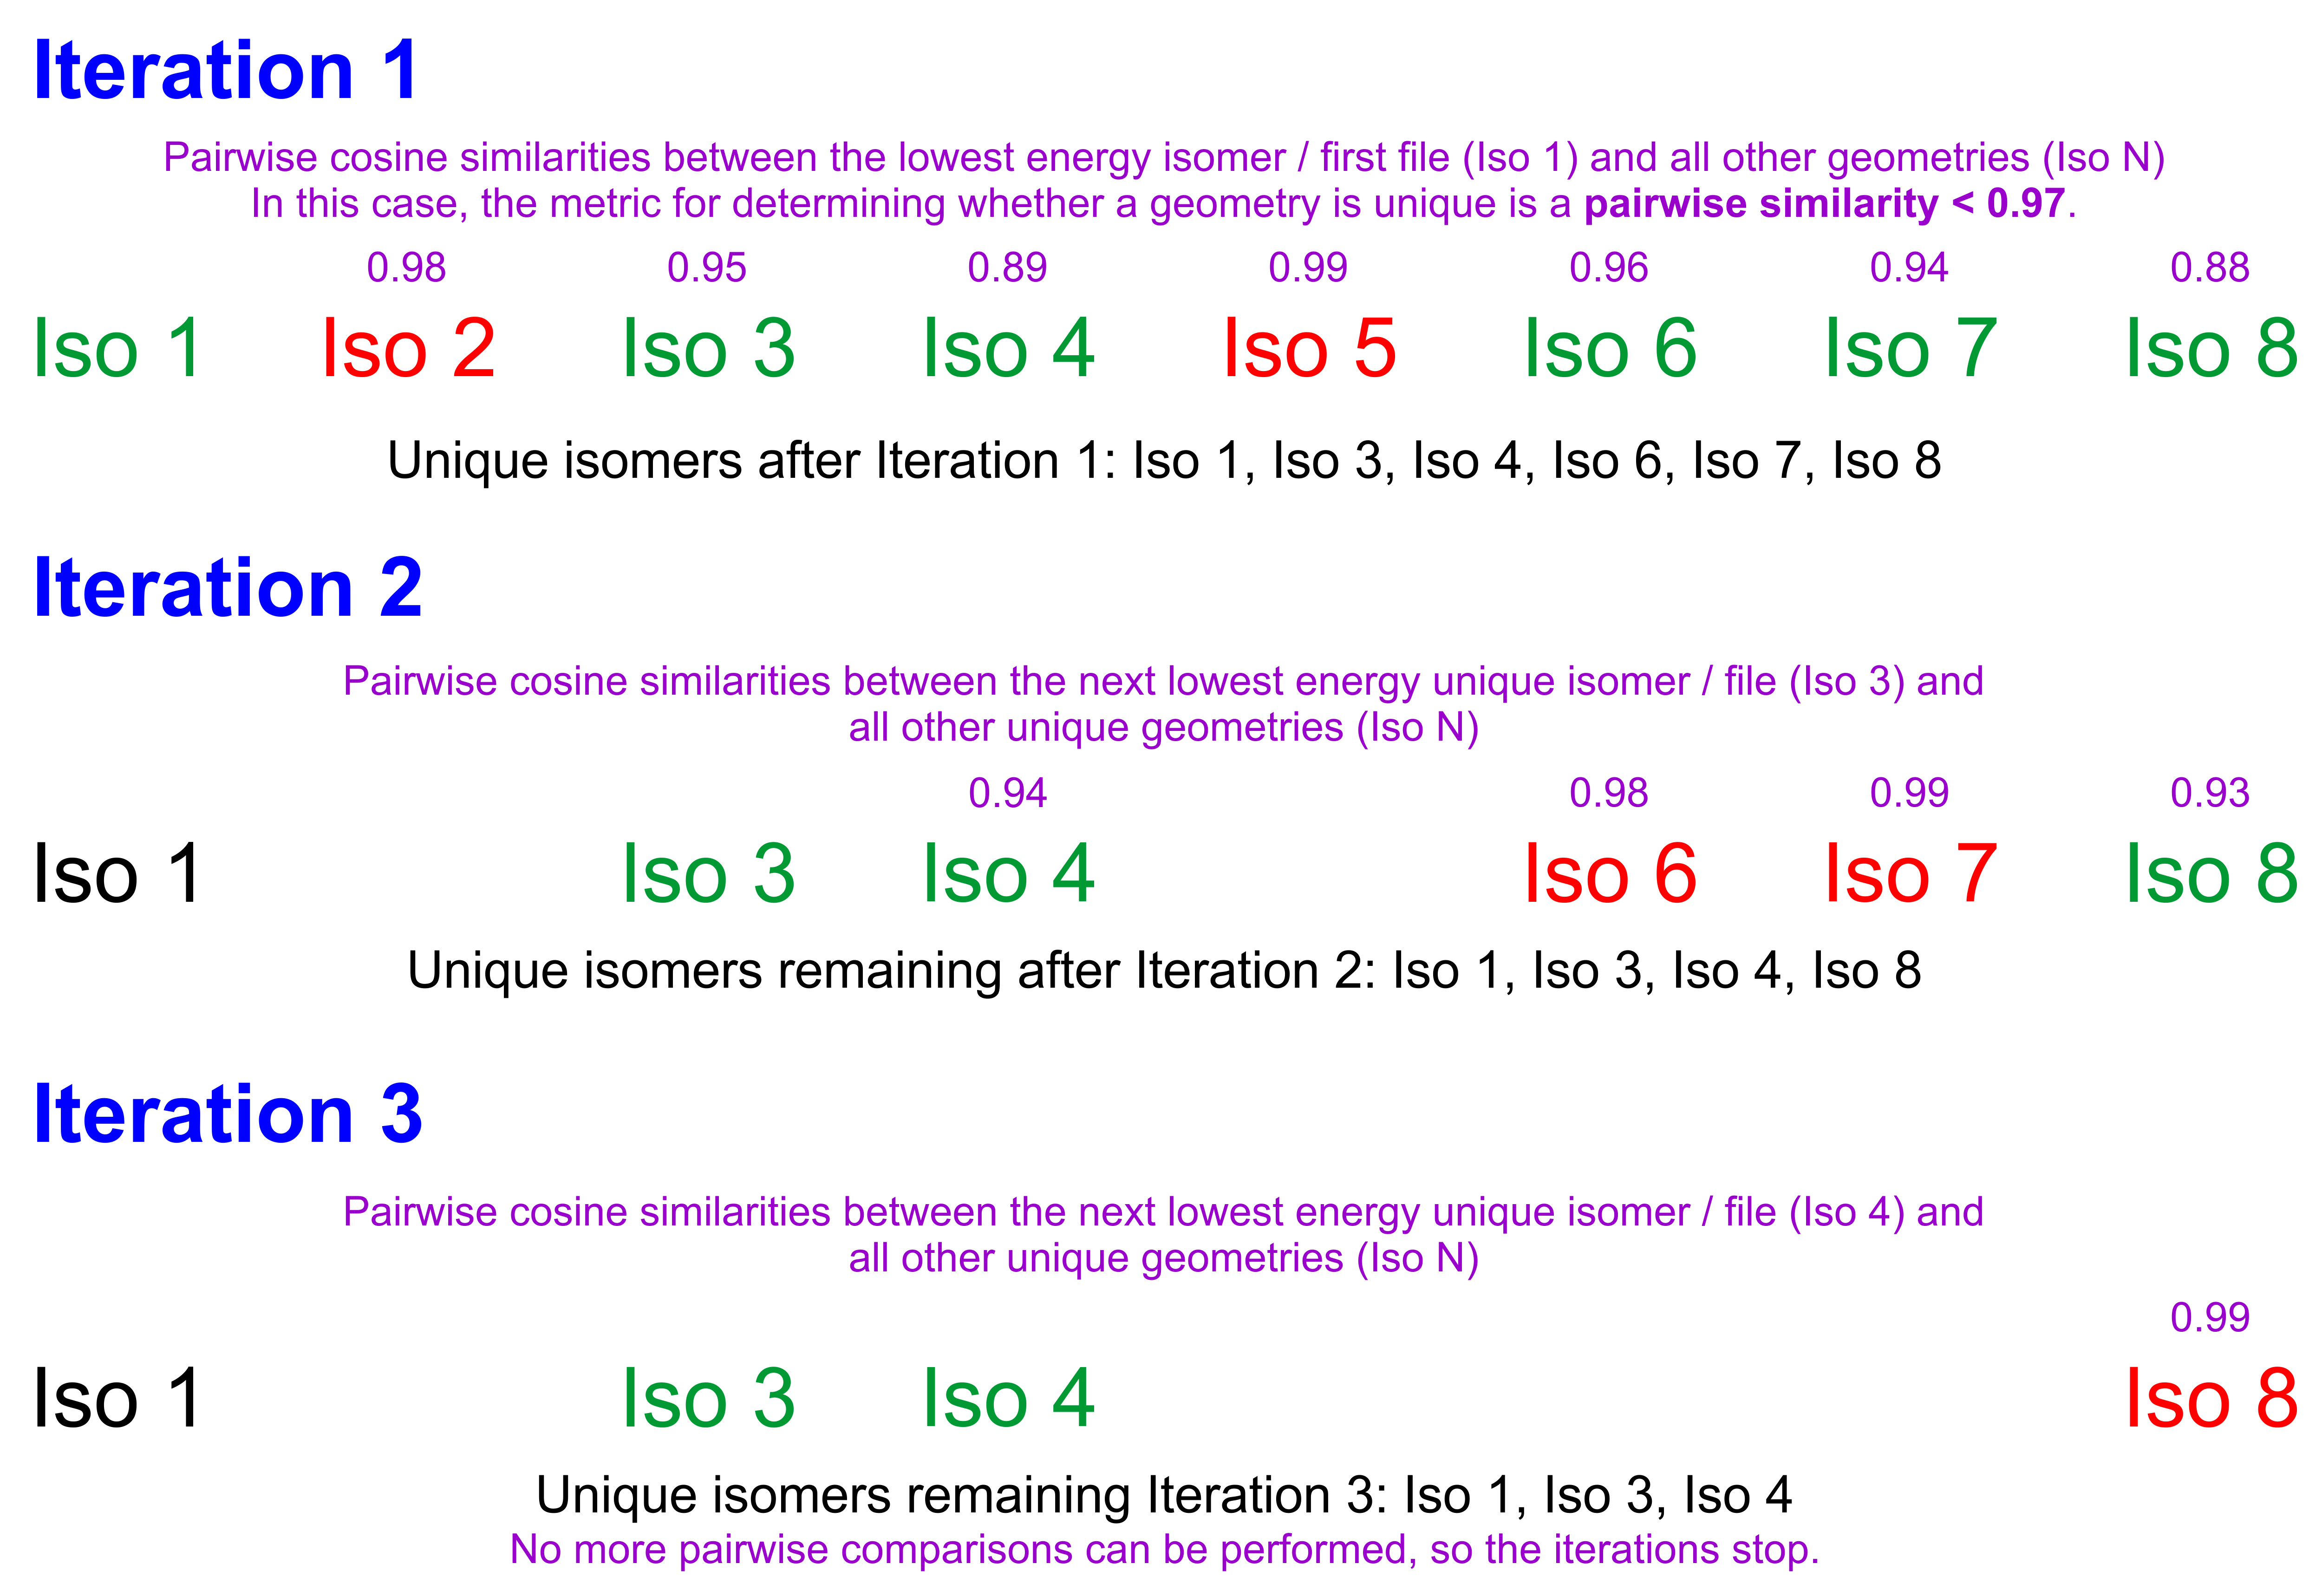 Iteration 1
Pairwise cosine similarities between the lowest energy isomer / first file (Iso 1) and all other geometries (Iso N)
In this case, the metric for determining whether a geometry is unique is a pairwise similarity < 0.97.
0.98 0.95 0.89 0.99 0.96 0.94 0.88
Iso 1 Iso 2 Iso 3 Iso 4 Iso 5 Iso 6 Iso 7 Iso 8
Unique isomers after Iteration 1: Iso 1, Iso 3, Iso 4, Iso 6, Iso 7, Iso 8
Iteration 2
Pairwise cosine similarities between the next lowest energy unique isomer / file (Iso 3) and
all other unique geometries (Iso N)
0.94 0.98 0.99 0.93
Iso 1 Iso 3 Iso 4 Iso 6 Iso 7 Iso 8
Unique isomers remaining after Iteration 2: Iso 1, Iso 3, Iso 4, Iso 8
Iteration 3
Pairwise cosine similarities between the next lowest energy unique isomer / file (Iso 4) and
all other unique geometries (Iso N)
0.99
Iso 1 Iso 3 Iso 4 Iso 8
Unique isomers remaining Iteration 3: Iso 1, Iso 3, Iso 4
No more pairwise comparisons can be performed, so the iterations stop.